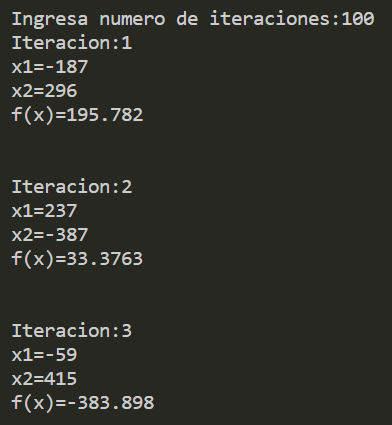 Ingresa numero de iteraciones:100
Iteracion:1
x1=-187
x2=296
f(x)=195.782
Iteracion:2
x1=237
x2=-387
f(x)=33.3763
Iteracion:3
x1=-59
x2=415
f(x)=-383.898